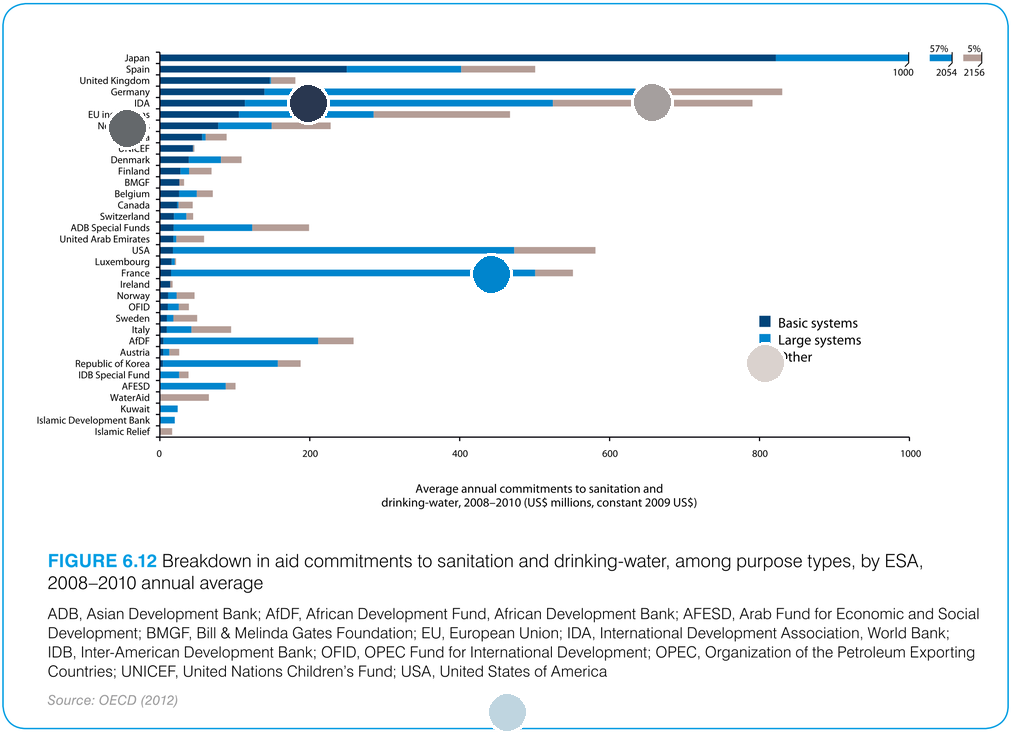 Japan
57% 5%
1000 2054 2156
Spain
United Kingdom
Germany
IDA
EU
UNICEF
Denmark
Finland
BMGF
Belgium
Canada
Switzerland
ADB Special Funds
United Arab Emirates
USA
Luxembourg
France
Ireland
Norway
OFID
Sweden
Italy
AfDF
Austria
Republic of Korea
IDB Special Fund
AFESD
WaterAid
Kuwait
Islamic Development Bank
Islamic Relief
Basic systems
Large systems
Other
0 200 400 600 800 1000
Average annual commitments to sanitation and
drinking-water, 2008–2010 (US$ millions, constant 2009 US$)
FIGURE 6.12 Breakdown in aid commitments to sanitation and drinking-water, among purpose types, by ESA,
2008–2010 annual average
ADB, Asian Development Bank; AfDF, African Development Fund, African Development Bank; AFESD, Arab Fund for Economic and Social
Development; BMGF, Bill & Melinda Gates Foundation; EU, European Union; IDA, International Development Association, World Bank;
IDB, Inter-American Development Bank; OFID, OPEC Fund for International Development; OPEC, Organization of the Petroleum Exporting
Countries; UNICEF, United Nations Children's Fund; USA, United States of America
Source: OECD (2012)